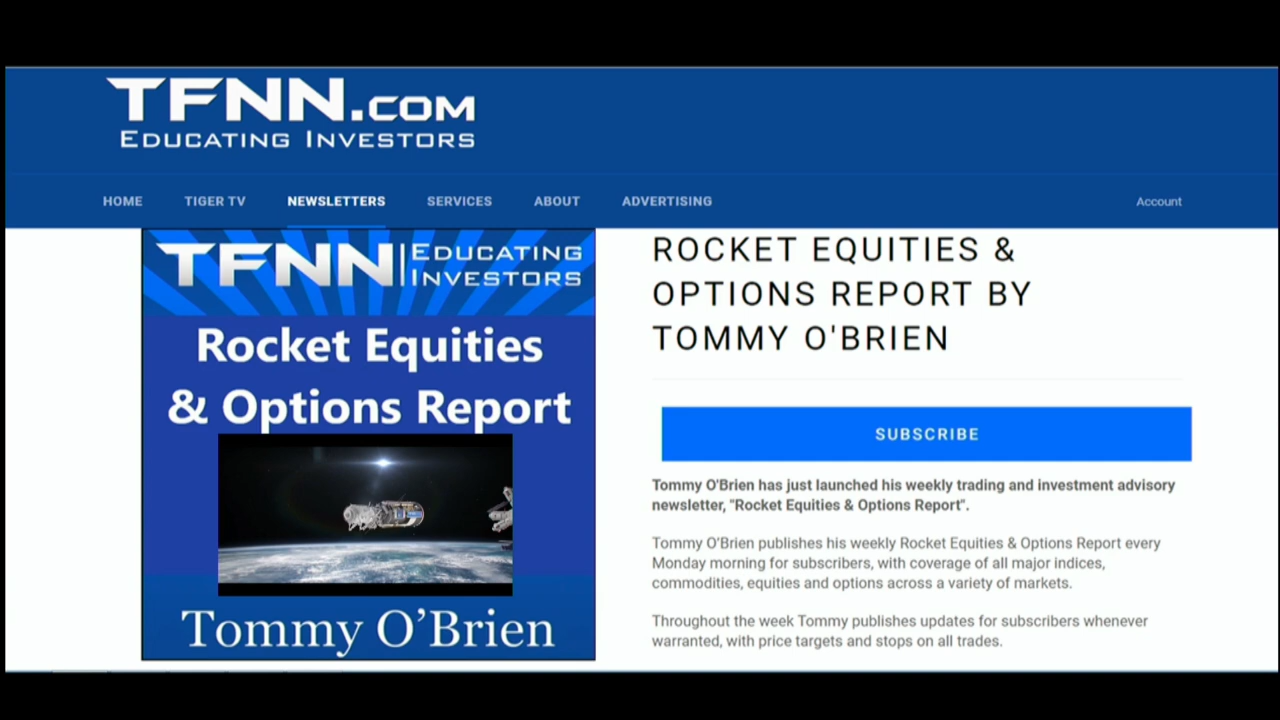 TFNN.COM
EDUCATING INVESTORS
HOME TIGER TV NEWSLETTERS SERVICES ABOUT ADVERTISING Account
TFNN EDUCATING
INVESTORS
Rocket Equities
& Options Report
Tommy O’Brien
ROCKET EQUITIES &
OPTIONS REPORT BY
TOMMY O'BRIEN
SUBSCRIBE
Tommy O'Brien has just launched his weekly trading and investment advisory
newsletter, "Rocket Equities & Options Report".
Tommy O'Brien publishes his weekly Rocket Equities & Options Report every
Monday morning for subscribers, with coverage of all major indices,
commodities, equities and options across a variety of markets.
Throughout the week Tommy publishes updates for subscribers whenever
warranted, with price targets and stops on all trades.